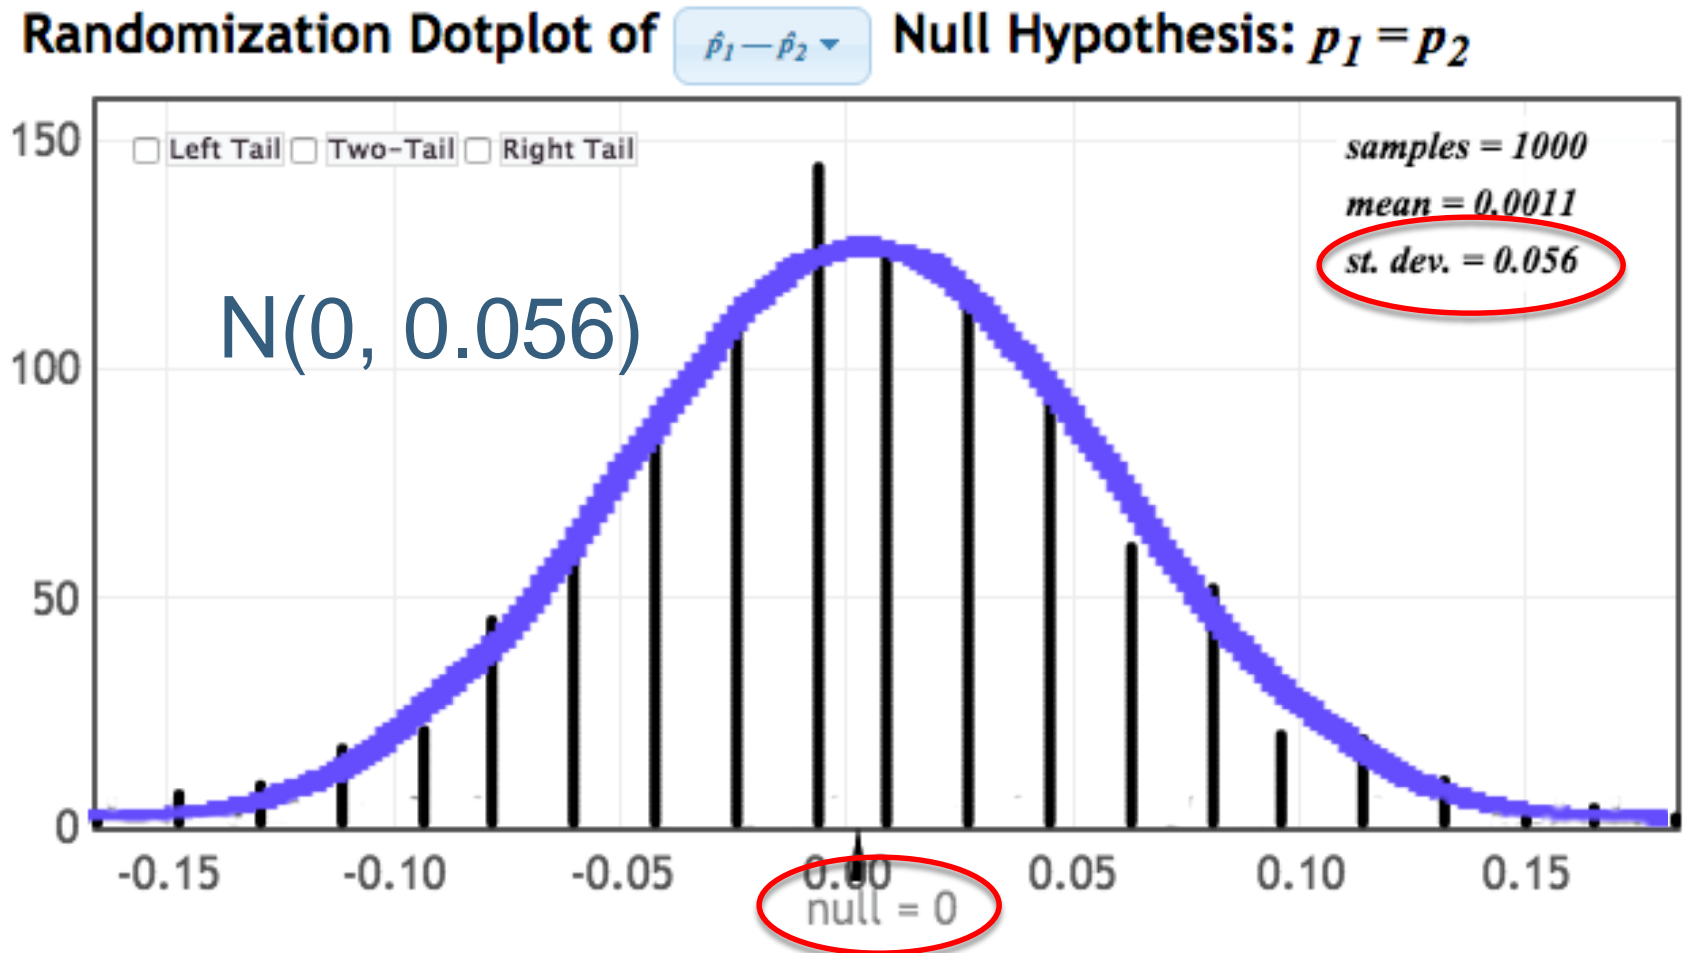 Randomization Dotplot of p̂₁ — p̂₂ ▾ Null Hypothesis: p₁ = p₂
150
Left Tail Two-Tail Right Tail
samples = 1000
mean = 0.0011
st. dev. = 0.056
N(0, 0.056)
100
50
0
-0.15 -0.10 -0.05 0.00 0.05 0.10 0.15
null = 0